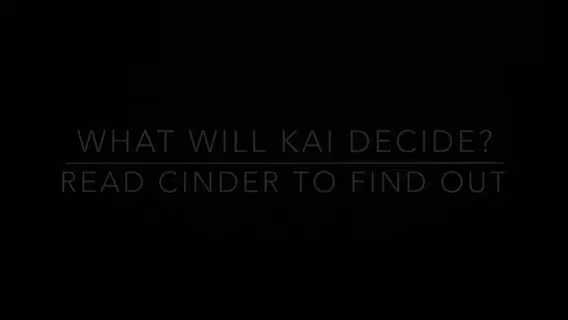 WHAT WILL KAI DECIDE?
READ CINDER TO FIND OUT